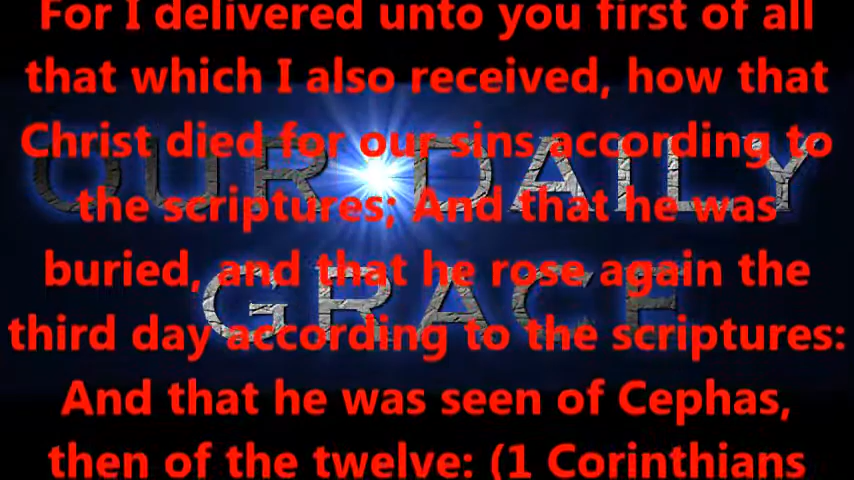 For I delivered unto you first of all
that which I also received, how that
Christ died for our sins according to
the scriptures; And that he was
buried, and that he rose again the
third day according to the scriptures:
And that he was seen of Cephas,
then of the twelve: (1 Corinthians
OUR DAILY
GRACE